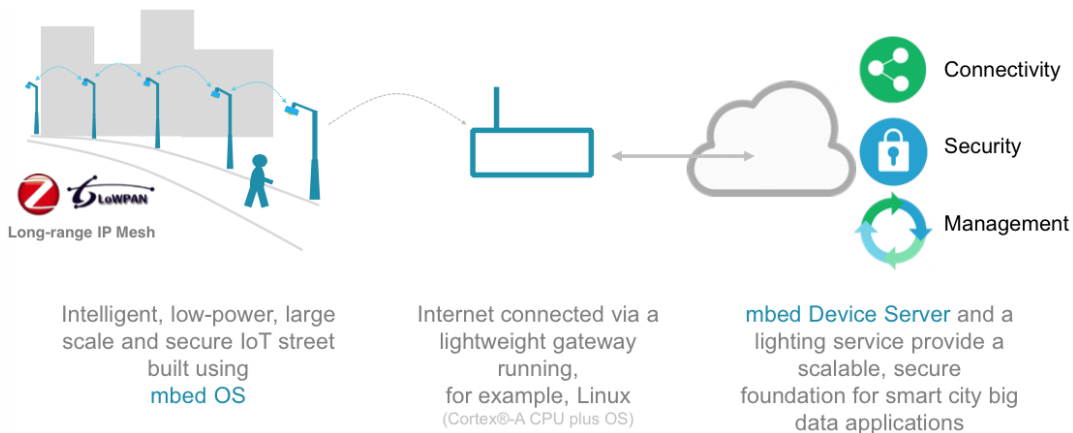 Connectivity
Security
Management
Z
6LoWPAN
Long-range IP Mesh
Intelligent, low-power, large
scale and secure IoT street
built using
mbed OS
Internet connected via a
lightweight gateway
running,
for example, Linux
(Cortex®-A CPU plus OS)
mbed Device Server and a
lighting service provide a
scalable, secure
foundation for smart city big
data applications